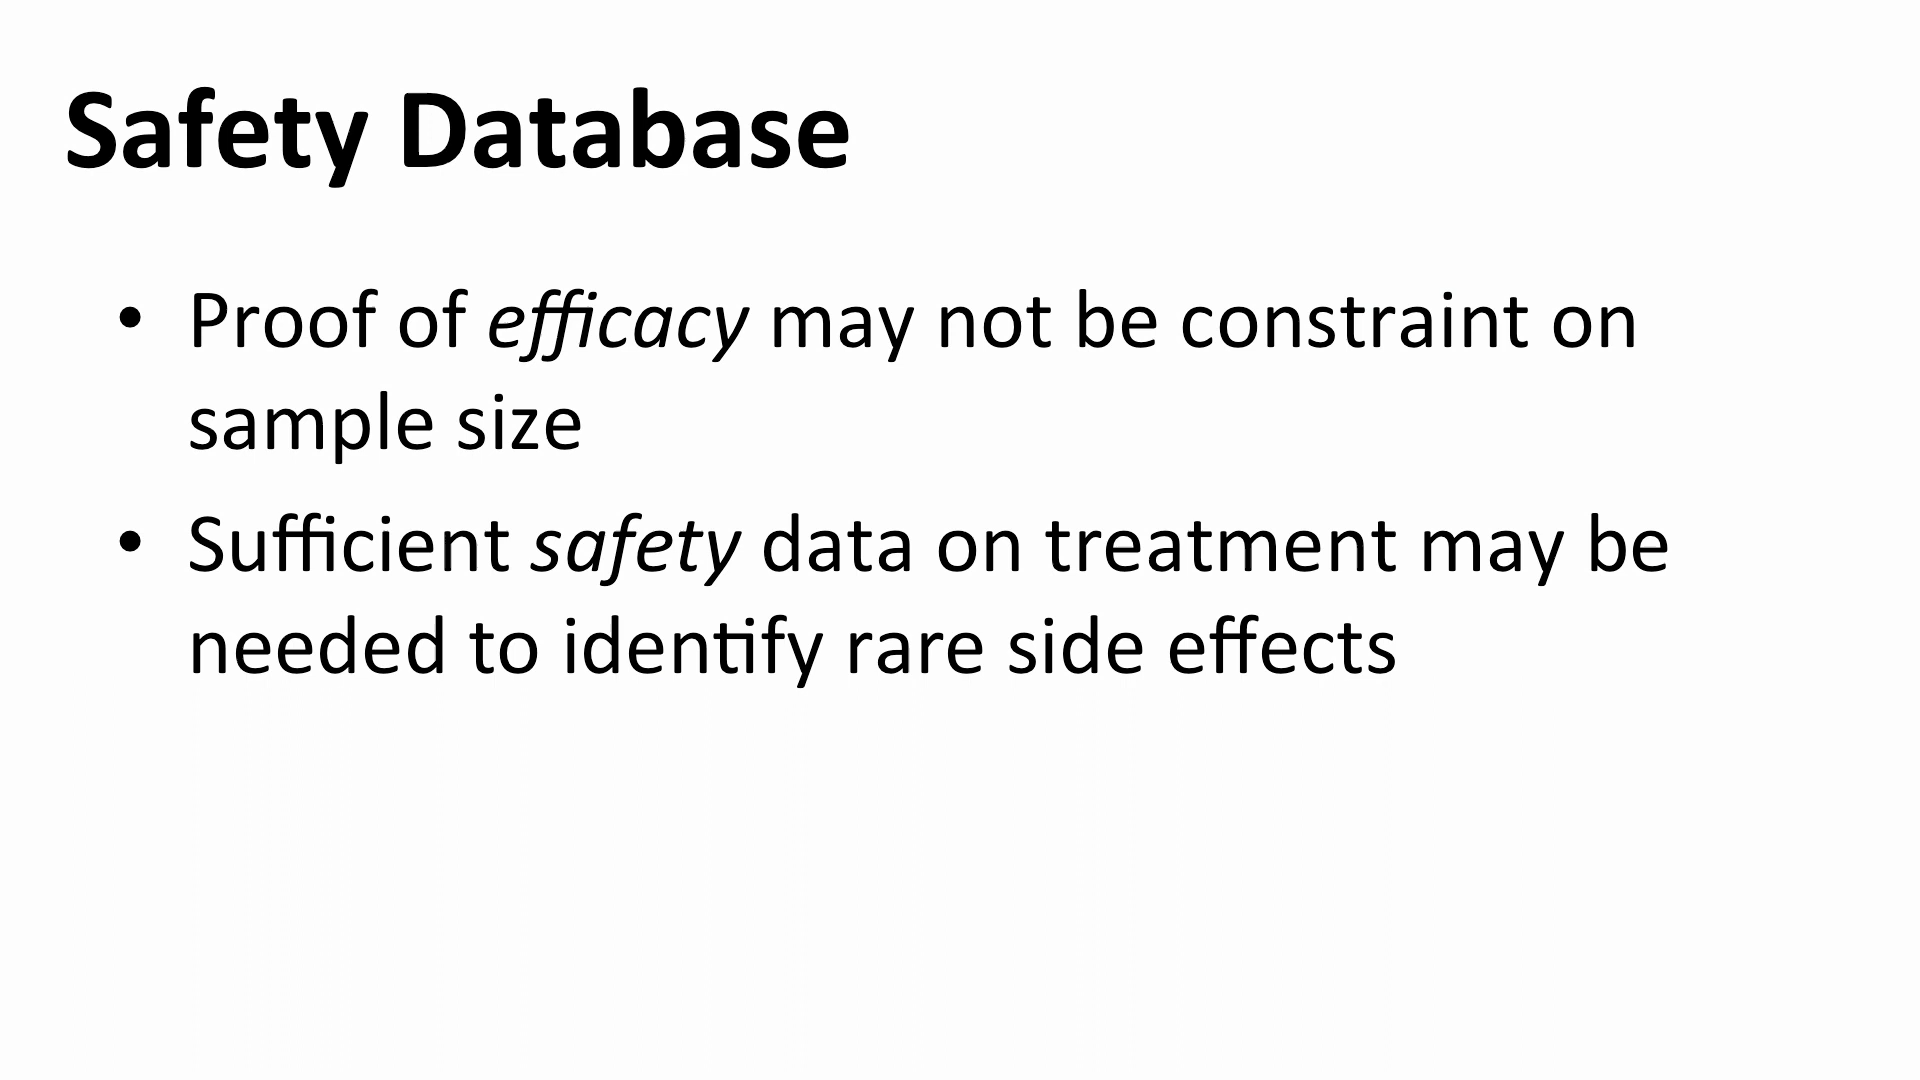 Safety Database
• Proof of efficacy may not be constraint on
sample size
• Sufficient safety data on treatment may be
needed to identify rare side effects